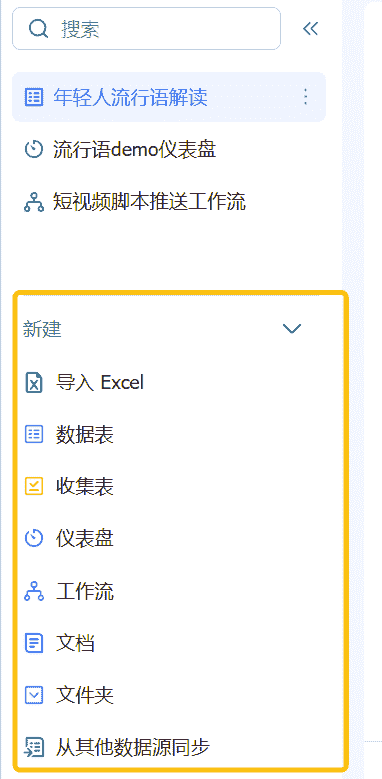 搜索
年轻人流行语解读
流行语demo仪表盘
短视频脚本推送工作流
新建
导入 Excel
数据表
收集表
仪表盘
工作流
文档
文件夹
从其他数据源同步